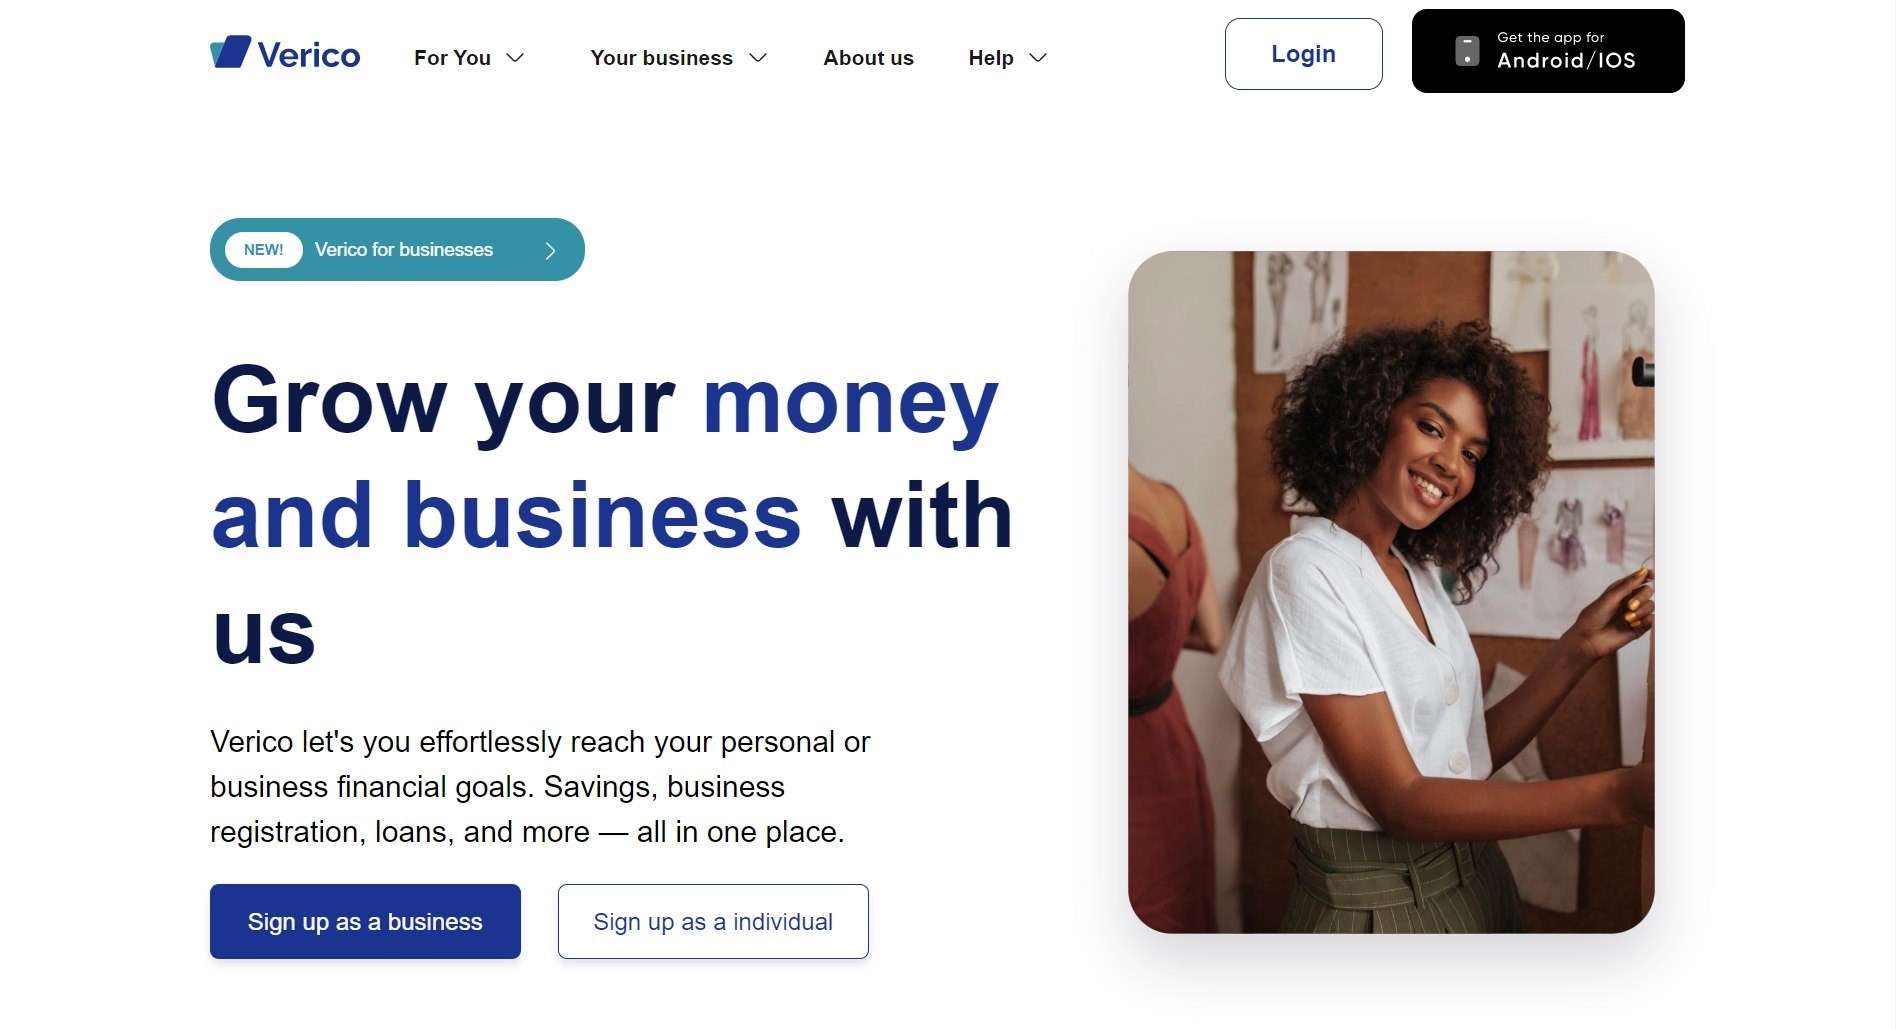 Verico
For You
Your business
About us
Help
Login
Get the app for
Android/IOS
NEW! Verico for businesses
Grow your money
and business with
us
Verico let's you effortlessly reach your personal or
business financial goals. Savings, business
registration, loans, and more — all in one place.
Sign up as a business
Sign up as a individual